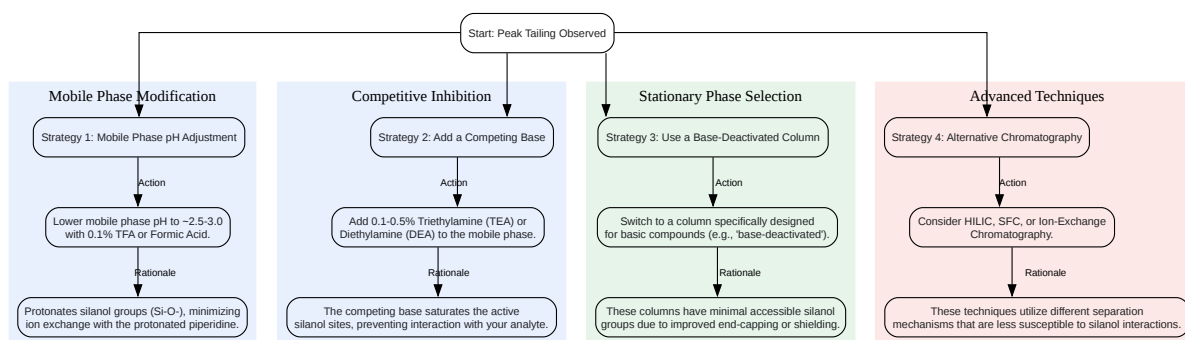 Start: Peak Tailing Observed
Mobile Phase Modification
Strategy 1: Mobile Phase pH Adjustment
Action
Lower mobile phase pH to ~2.5-3.0
with 0.1% TFA or Formic Acid.
Rationale
Protonates silanol groups (Si-O-), minimizing
ion exchange with the protonated piperidine.
Competitive Inhibition
Strategy 2: Add a Competing Base
Action
Add 0.1-0.5% Triethylamine (TEA) or
Diethylamine (DEA) to the mobile phase.
Rationale
The competing base saturates the active
silanol sites, preventing interaction with your analyte.
Stationary Phase Selection
Strategy 3: Use a Base-Deactivated Column
Action
Switch to a column specifically designed
for basic compounds (e.g., 'base-deactivated').
Rationale
These columns have minimal accessible silanol
groups due to improved end-capping or shielding.
Advanced Techniques
Strategy 4: Alternative Chromatography
Action
Consider HILIC, SFC, or Ion-Exchange
Chromatography.
Rationale
These techniques utilize different separation
mechanisms that are less susceptible to silanol interactions.